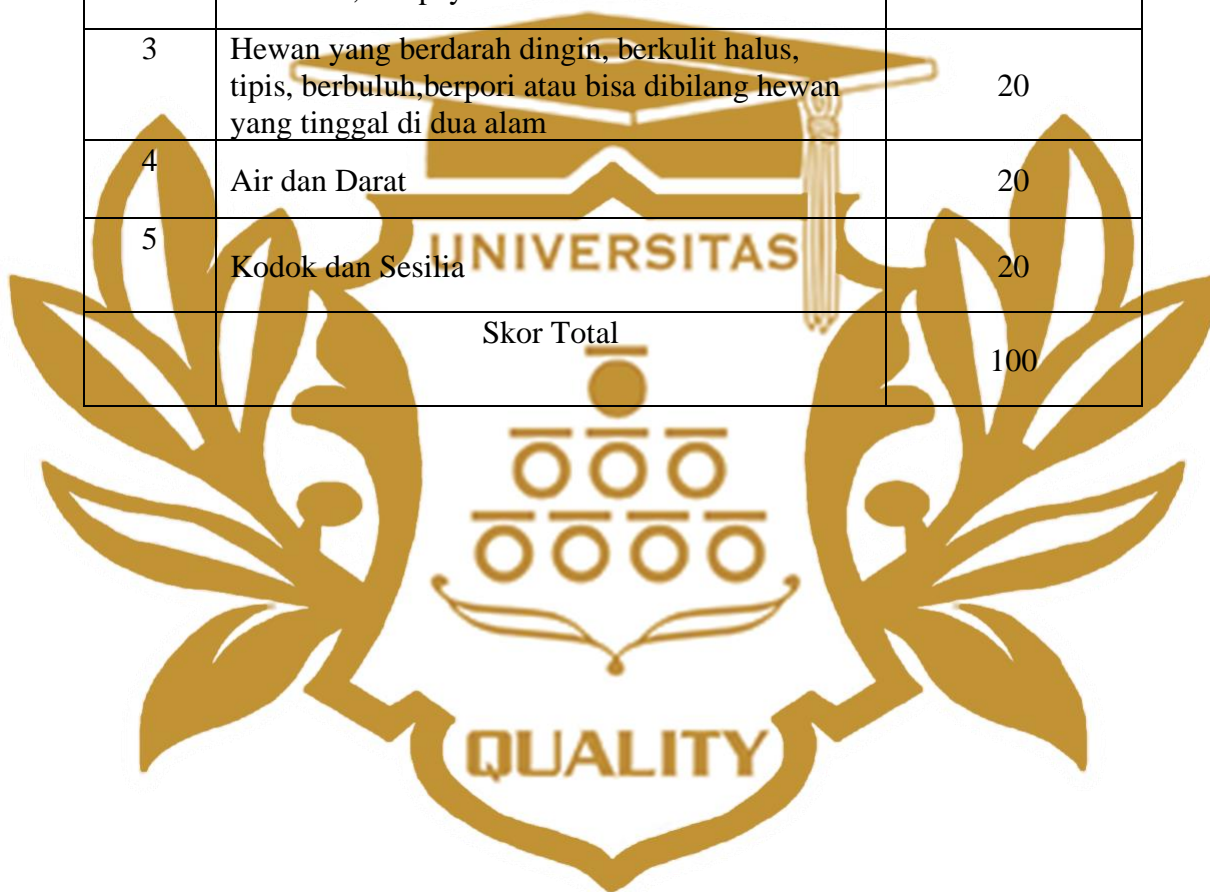 3 Hewan yang berdarah dingin, berkulit halus,
tipis, berbuluh,berpori atau bisa dibilang hewan 20
yang tinggal di dua alam
4 Air dan Darat 20
5 Kodok dan Sesilia 20
Skor Total 100
UNIVERSITAS
QUALITY